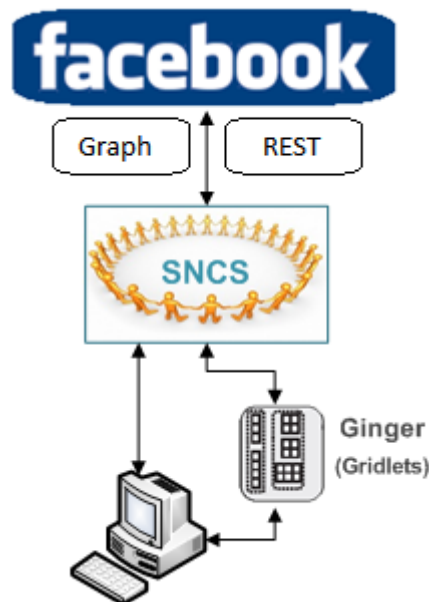 facebook
Graph
REST
SNCS
Ginger
(Gridlets)